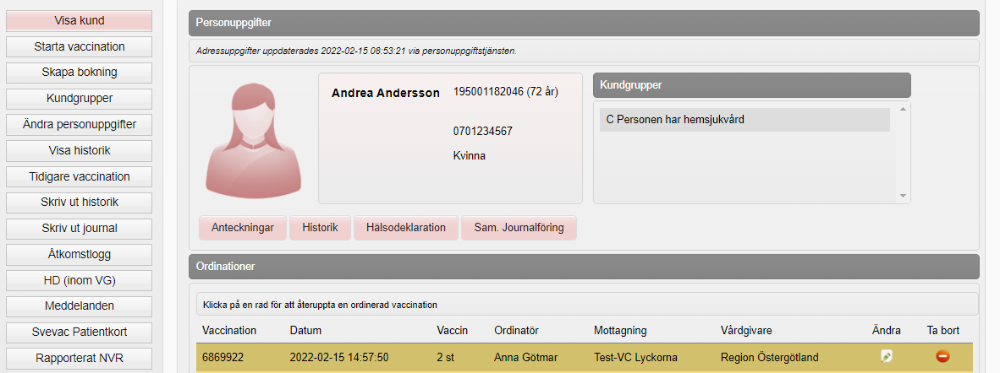 Visa kund
Starta vaccination
Skapa bokning
Kundgrupper
Ändra personuppgifter
Visa historik
Tidigare vaccination
Skriv ut historik
Skriv ut journal
Åtkomstlogg
HD (inom VG)
Meddelanden
Svevac Patientkort
Rapporterat NVR
Personuppgifter
Adressuppgifter uppdaterades 2022-02-15 08:53:21 via personuppgiftstjänsten.
Andrea Andersson 195001182046 (72 år)
0701234567
Kvinna
Kundgrupper
C Personen har hemsjukvård
Anteckningar Historik Hälsodeklaration Sam. Journalföring
Ordinationer
Klicka på en rad för att återuppta en ordinerad vaccination
Vaccination Datum Vaccin Ordinatör Mottagning Vårdgivare Ändra Ta bort
6869922 2022-02-15 14:57:50 2 st Anna Götmar Test-VC Lyckorna Region Östergötland